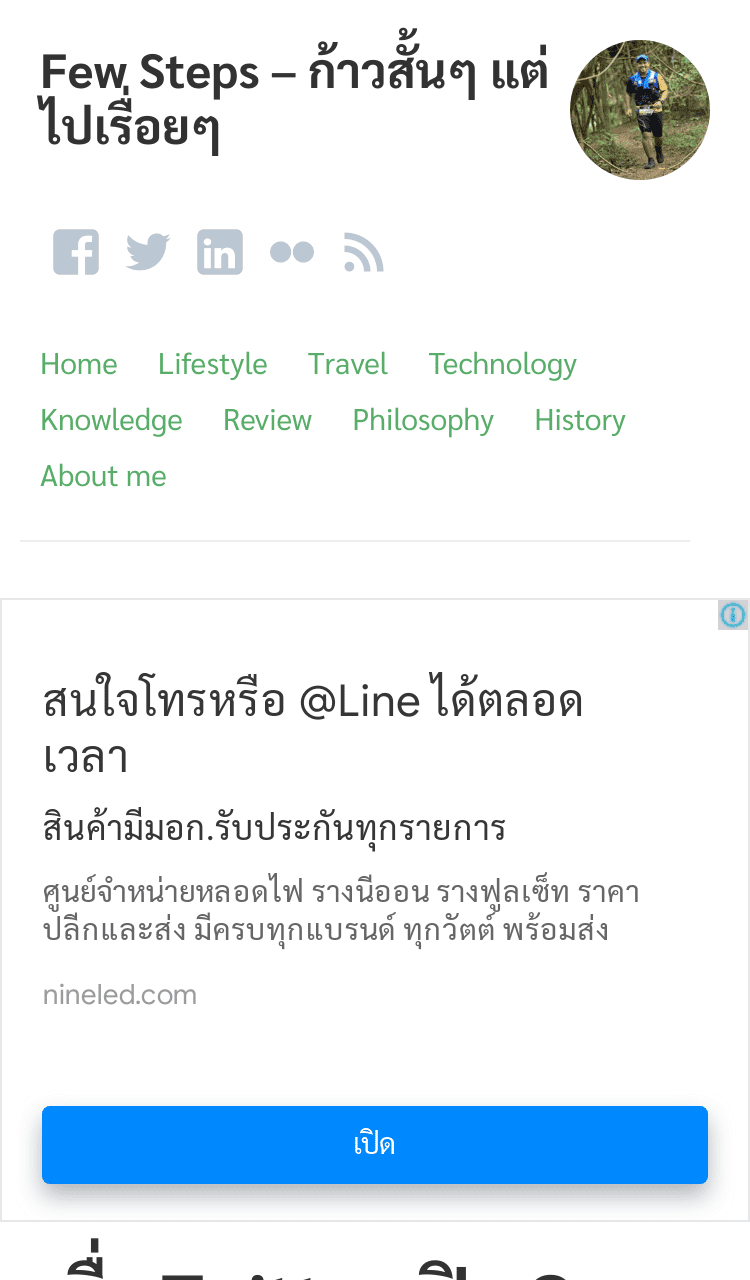 Few Steps – ก้าวสั้นๆ แต่
ไปเรื่อยๆ
Home Lifestyle Travel Technology
Knowledge Review Philosophy History
About me
สนใจโทรหรือ @Line ได้ตลอด
เวลา
สินค้ามีมอก.รับประกันทุกรายการ
ศูนย์จำหน่ายหลอดไฟ รางนีออน รางฟูลเซ็ท ราคา
ปลีกและส่ง มีครบทุกแบรนด์ ทุกวัตต์ พร้อมส่ง
nineled.com
เปิด